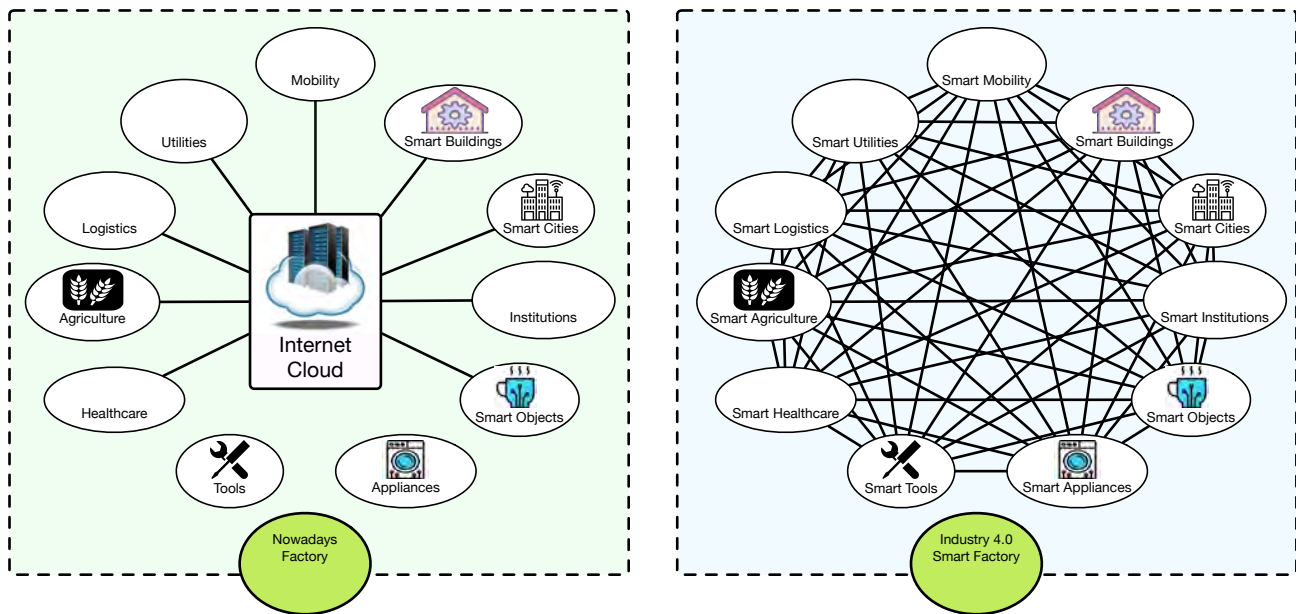 Mobility
Utilities
Smart Buildings
Logistics
Smart Cities
Agriculture
Internet
Cloud
Institutions
Healthcare
Smart Objects
Tools
Appliances
Nowadays
Factory
Smart Mobility
Smart Utilities
Smart Buildings
Smart Logistics
Smart Cities
Smart Agriculture
Smart Institutions
Smart Healthcare
Smart Objects
Smart Tools
Smart Appliances
Industry 4.0
Smart Factory